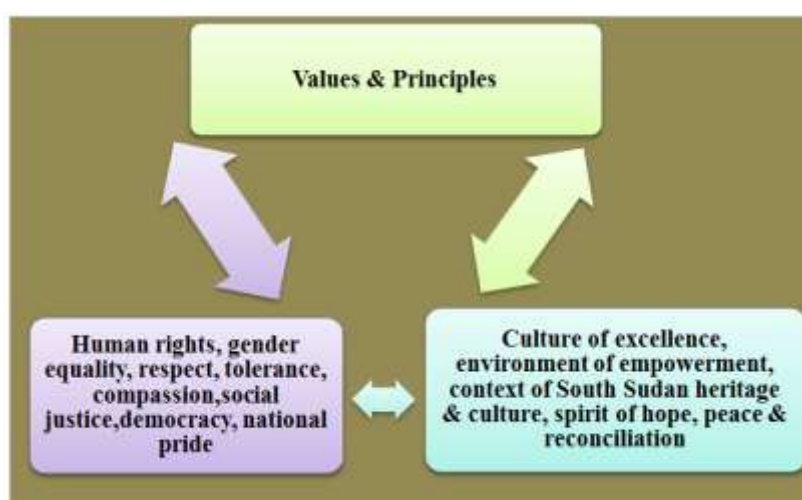 Values & Principles
Human rights, gender
equality, respect, tolerance,
compassion,social
justice,democracy, national
pride
Culture of excellence,
environment of empowerment,
context of South Sudan heritage
& culture, spirit of hope, peace &
reconciliation